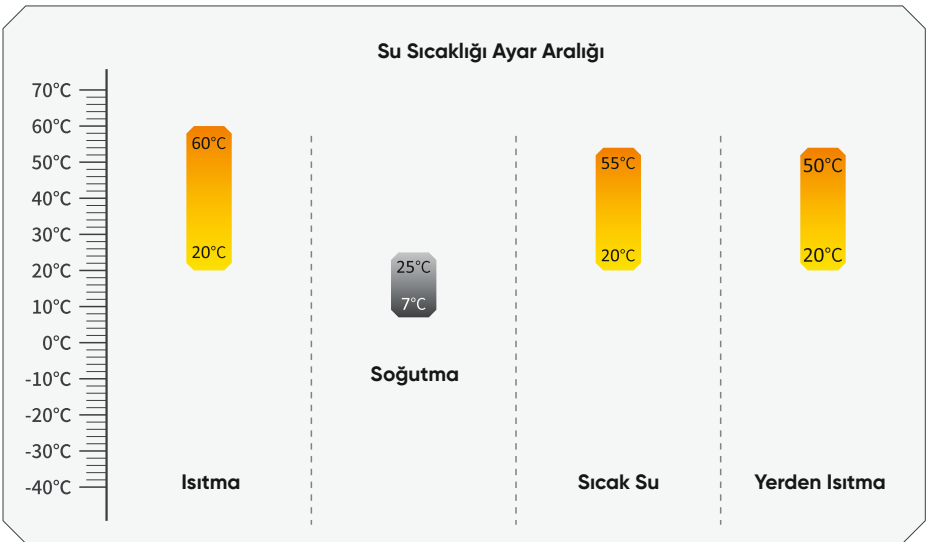 Su Sıcaklığı Ayar Aralığı
70°C
60°C
50°C
40°C
30°C
20°C
10°C
0°C
-10°C
-20°C
-30°C
-40°C
60°C
20°C
Isıtma
25°C
7°C
Soğutma
55°C
20°C
Sıcak Su
50°C
20°C
Yerden Isıtma